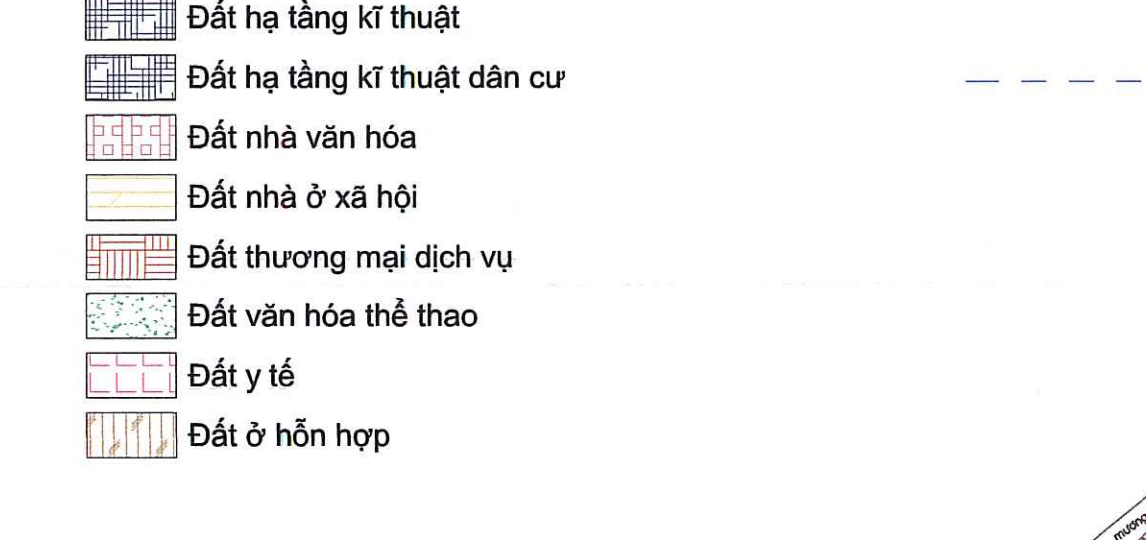 Đất hạ tầng kĩ thuật
Đất hạ tầng kĩ thuật dân cư
Đất nhà văn hóa
Đất nhà ở xã hội
Đất thương mại dịch vụ
Đất văn hóa thể thao
Đất y tế
Đất ở hỗn hợp
mương